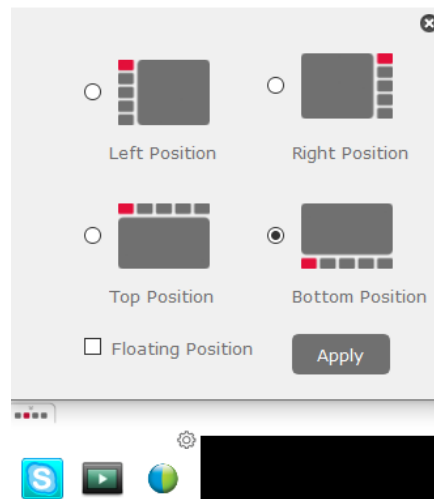 Left Position
Right Position
Top Position
Bottom Position
Floating Position
Apply
S